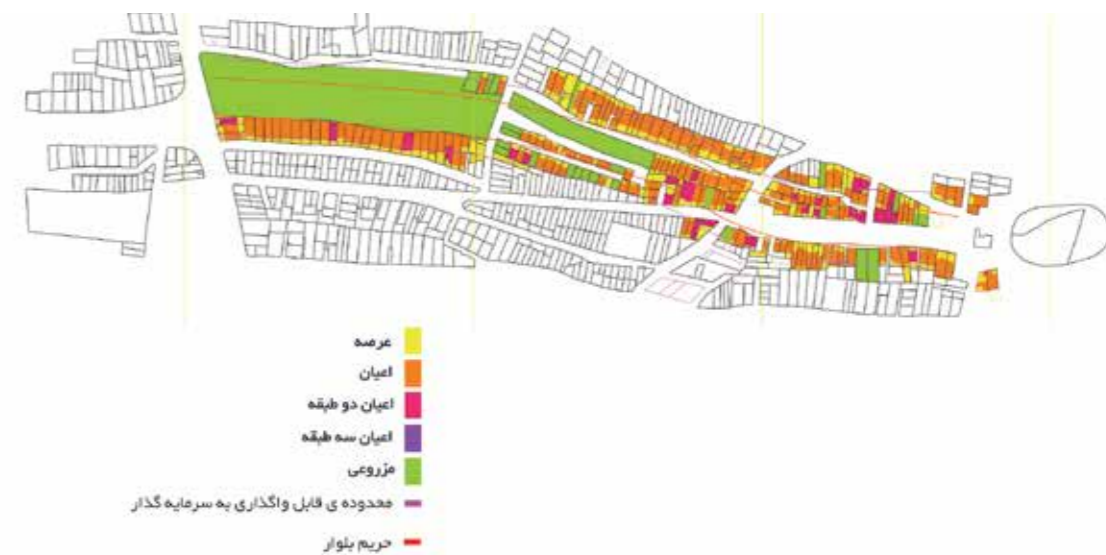 عرصه
اعیان
اعیان دو طبقه
اعیان سه طبقه
مزروعی
محدوده ی قابل واگذاری به سرمایه گذار
حریم بلوار